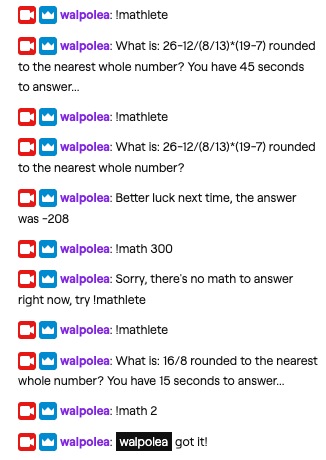 walpolea: !mathlete
walpolea: What is: 26-12/(8/13)*(19-7) rounded
to the nearest whole number? You have 45 seconds
to answer...
walpolea: !mathlete
walpolea: What is: 26-12/(8/13)*(19-7) rounded
to the nearest whole number?
walpolea: Better luck next time, the answer
was -208
walpolea: !math 300
walpolea: Sorry, there's no math to answer
right now, try !mathlete
walpolea: !mathlete
walpolea: What is: 16/8 rounded to the nearest
whole number? You have 15 seconds to answer...
walpolea: !math 2
walpolea: walpolea got it!